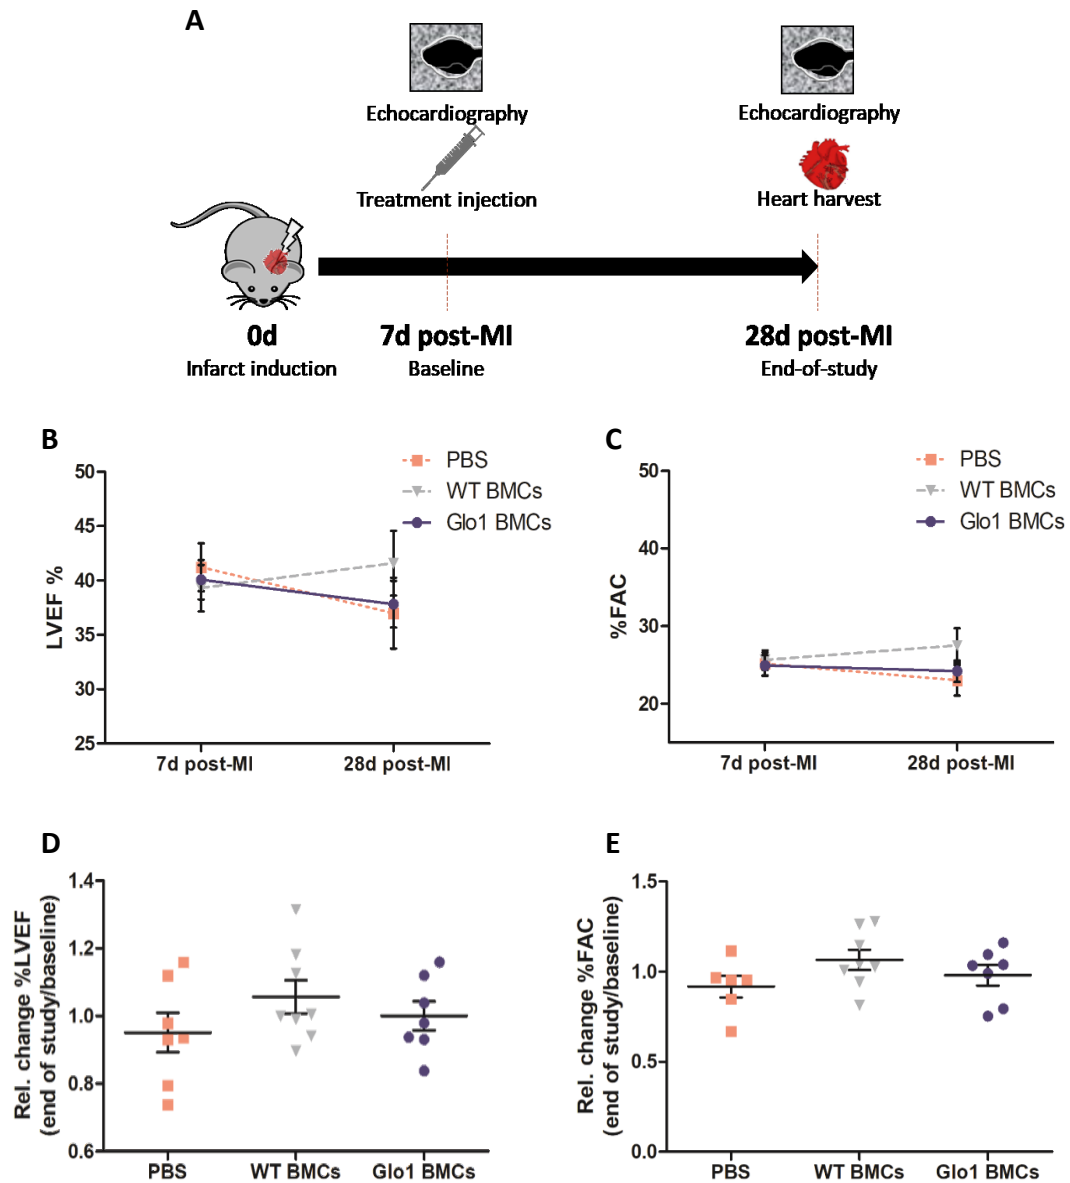 A
Echocardiography
Echocardiography
Treatment injection
Heart harvest
0d
7d post-MI
28d post-MI
Infarct induction
Baseline
End-of-study
B
PBS
WT BMCs
Glo1 BMCs
50
45
40
35
30
25
LVEF %
7d post-MI
28d post-MI
C
PBS
WT BMCs
Glo1 BMCs
50
40
30
20
%FAC
7d post-MI
28d post-MI
D
1.4
1.2
1.0
0.8
0.6
Rel. change %LVEF
(end of study/baseline)
PBS
WT BMCs
Glo1 BMCs
E
1.5
1.0
0.5
0.0
Rel. change %FAC
(end of study/baseline)
PBS
WT BMCs
Glo1 BMCs